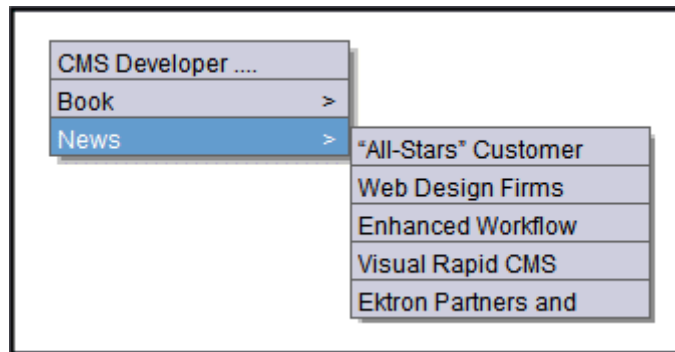 CMS Developer ....
Book >
News >
“All-Stars” Customer
Web Design Firms
Enhanced Workflow
Visual Rapid CMS
Ektron Partners and